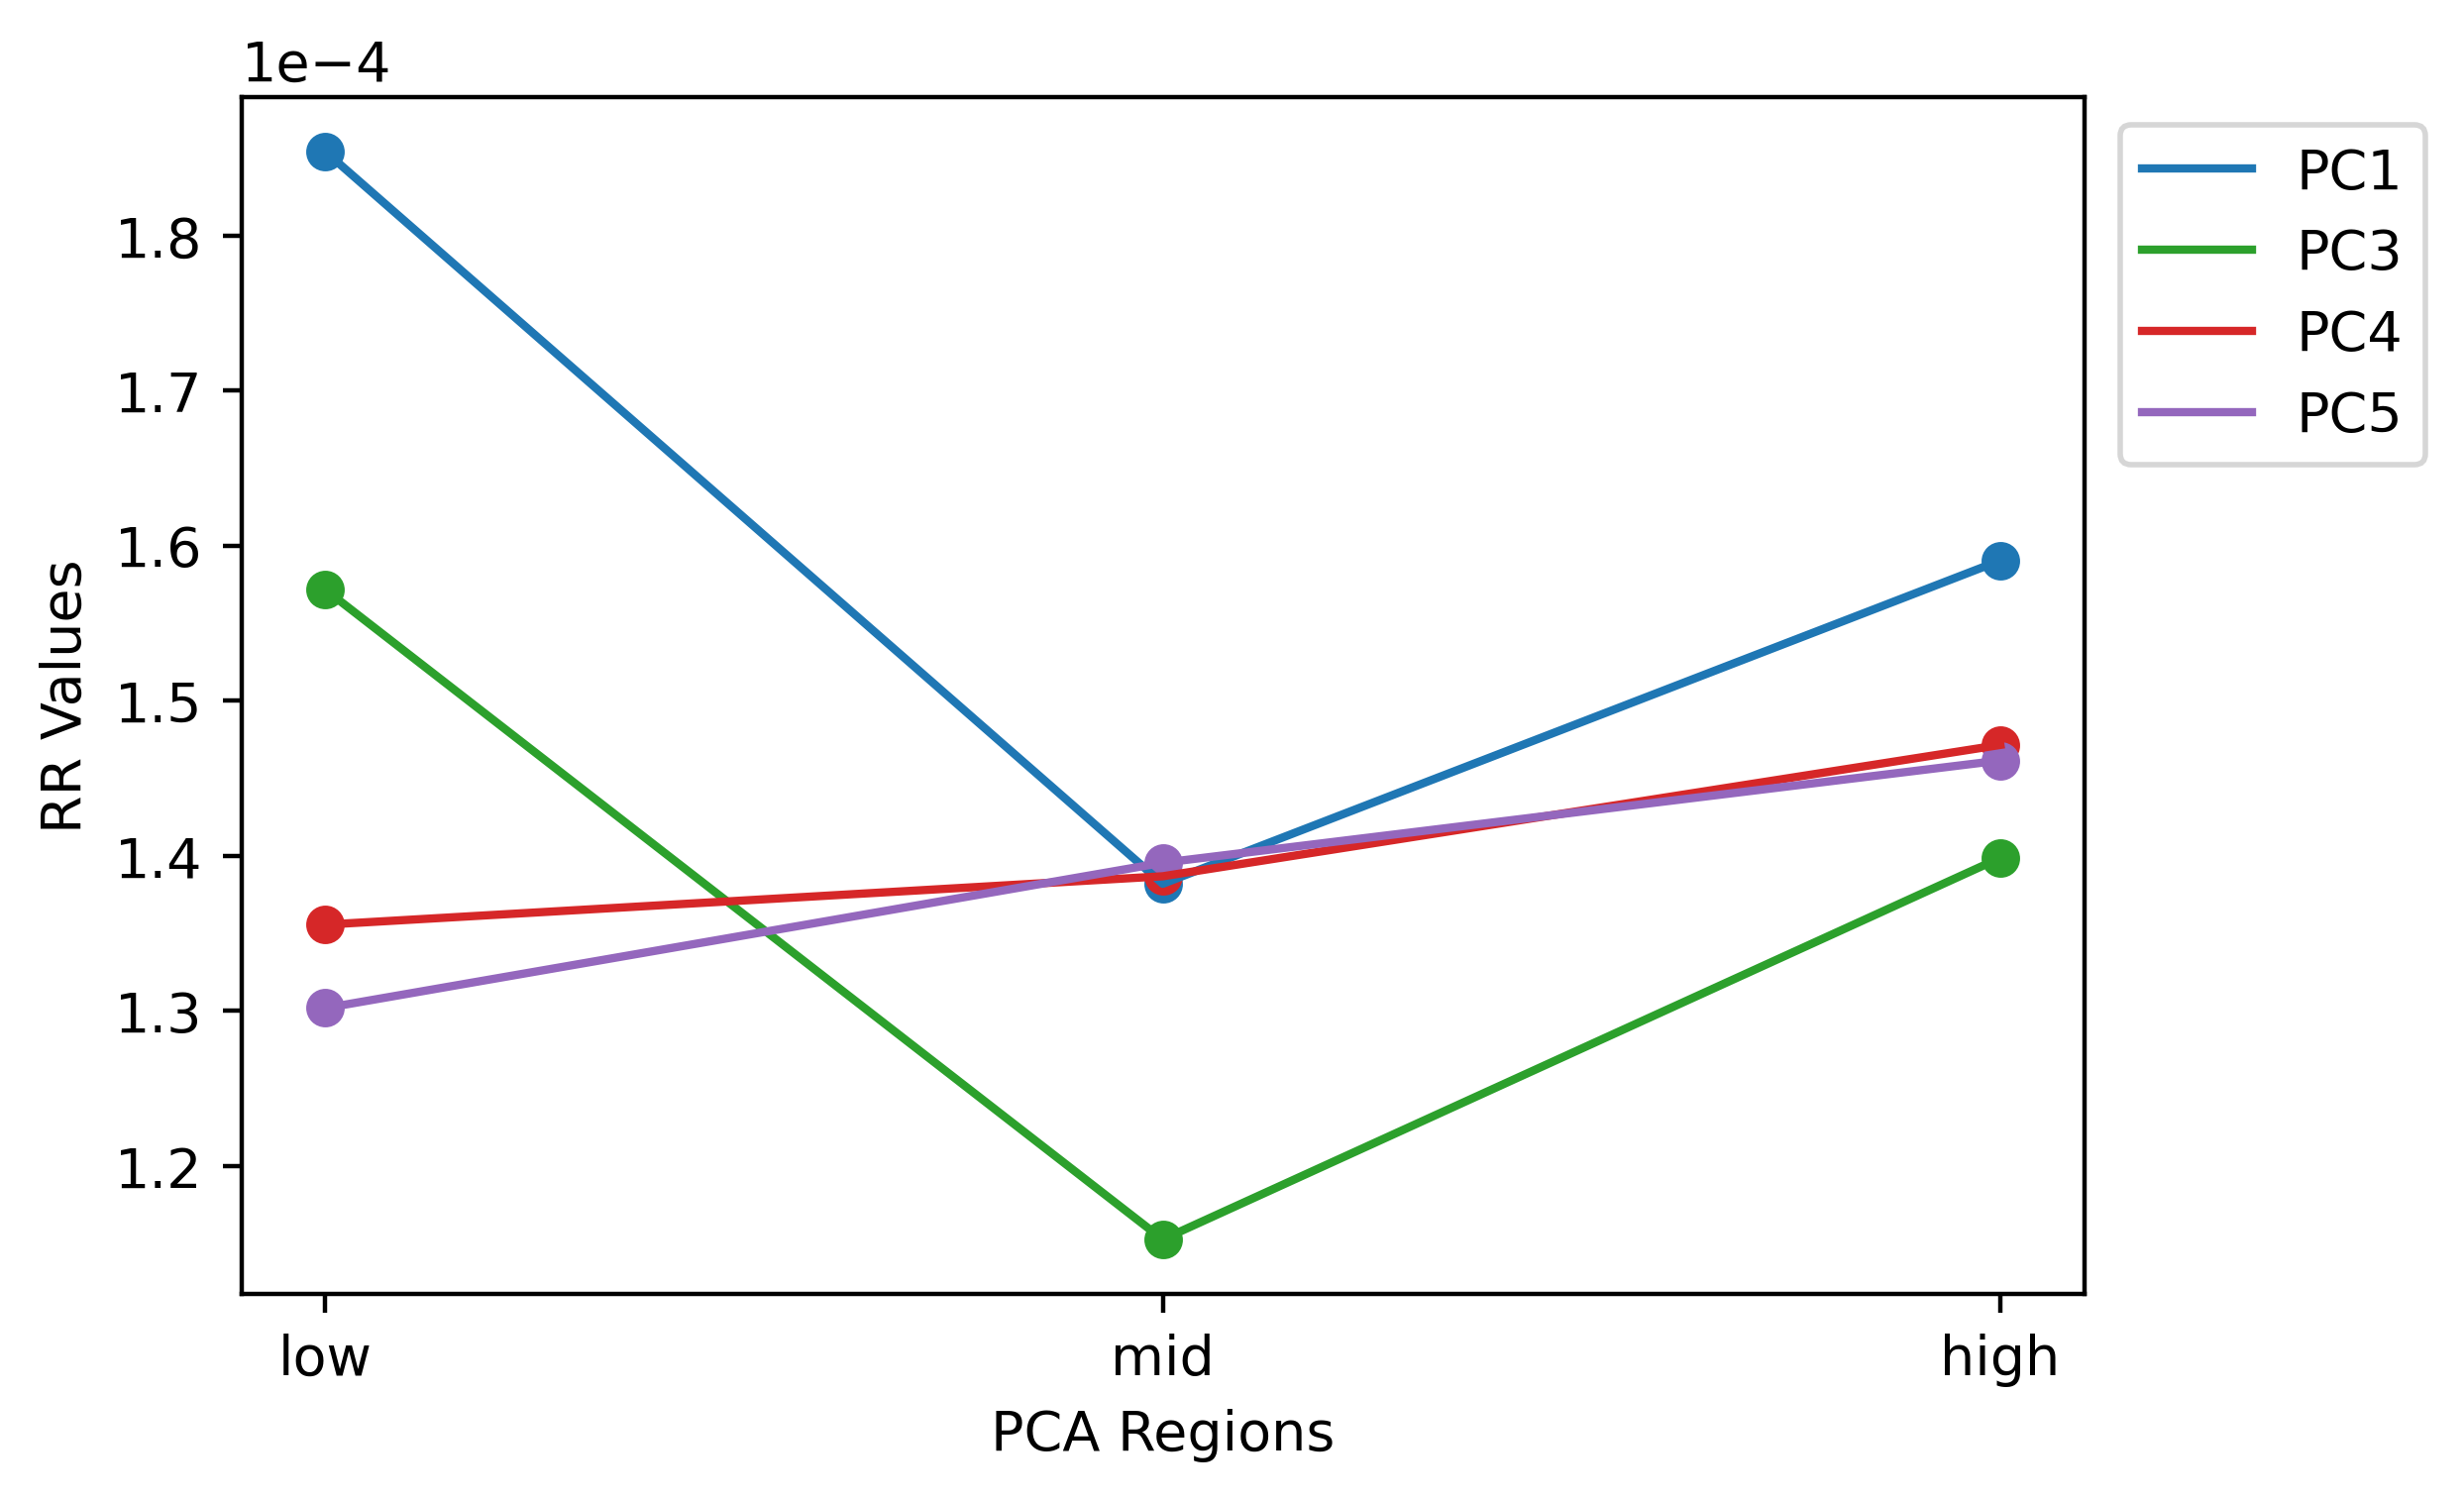 1e−4
1.8
1.7
1.6
1.5
1.4
1.3
1.2
RR Values
low
mid
high
PCA Regions
PC1
PC3
PC4
PC5